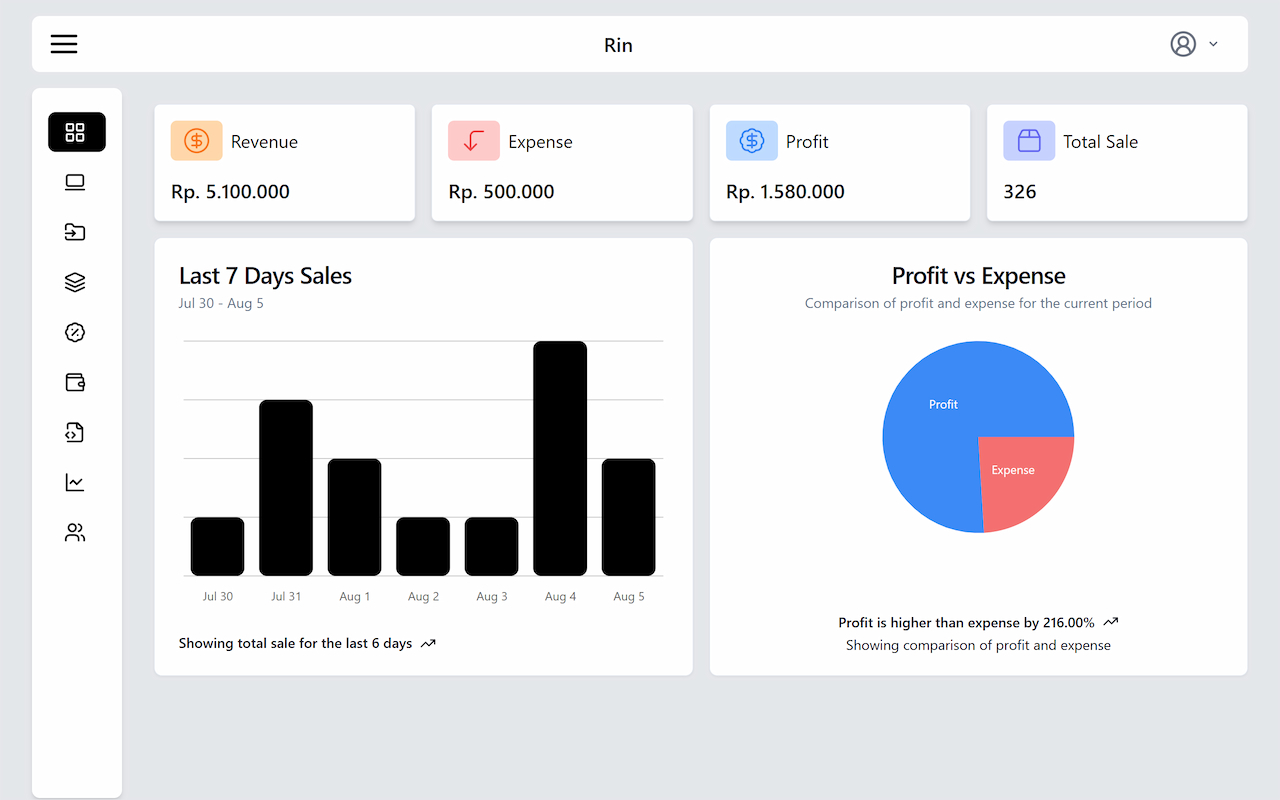 Rin
Revenue
Rp. 5.100.000
Expense
Rp. 500.000
Profit
Rp. 1.580.000
Total Sale
326
Last 7 Days Sales
Jul 30 - Aug 5
Jul 30
Jul 31
Aug 1
Aug 2
Aug 3
Aug 4
Aug 5
Showing total sale for the last 6 days
Profit vs Expense
Comparison of profit and expense for the current period
Profit
Expense
Profit is higher than expense by 216.00%
Showing comparison of profit and expense